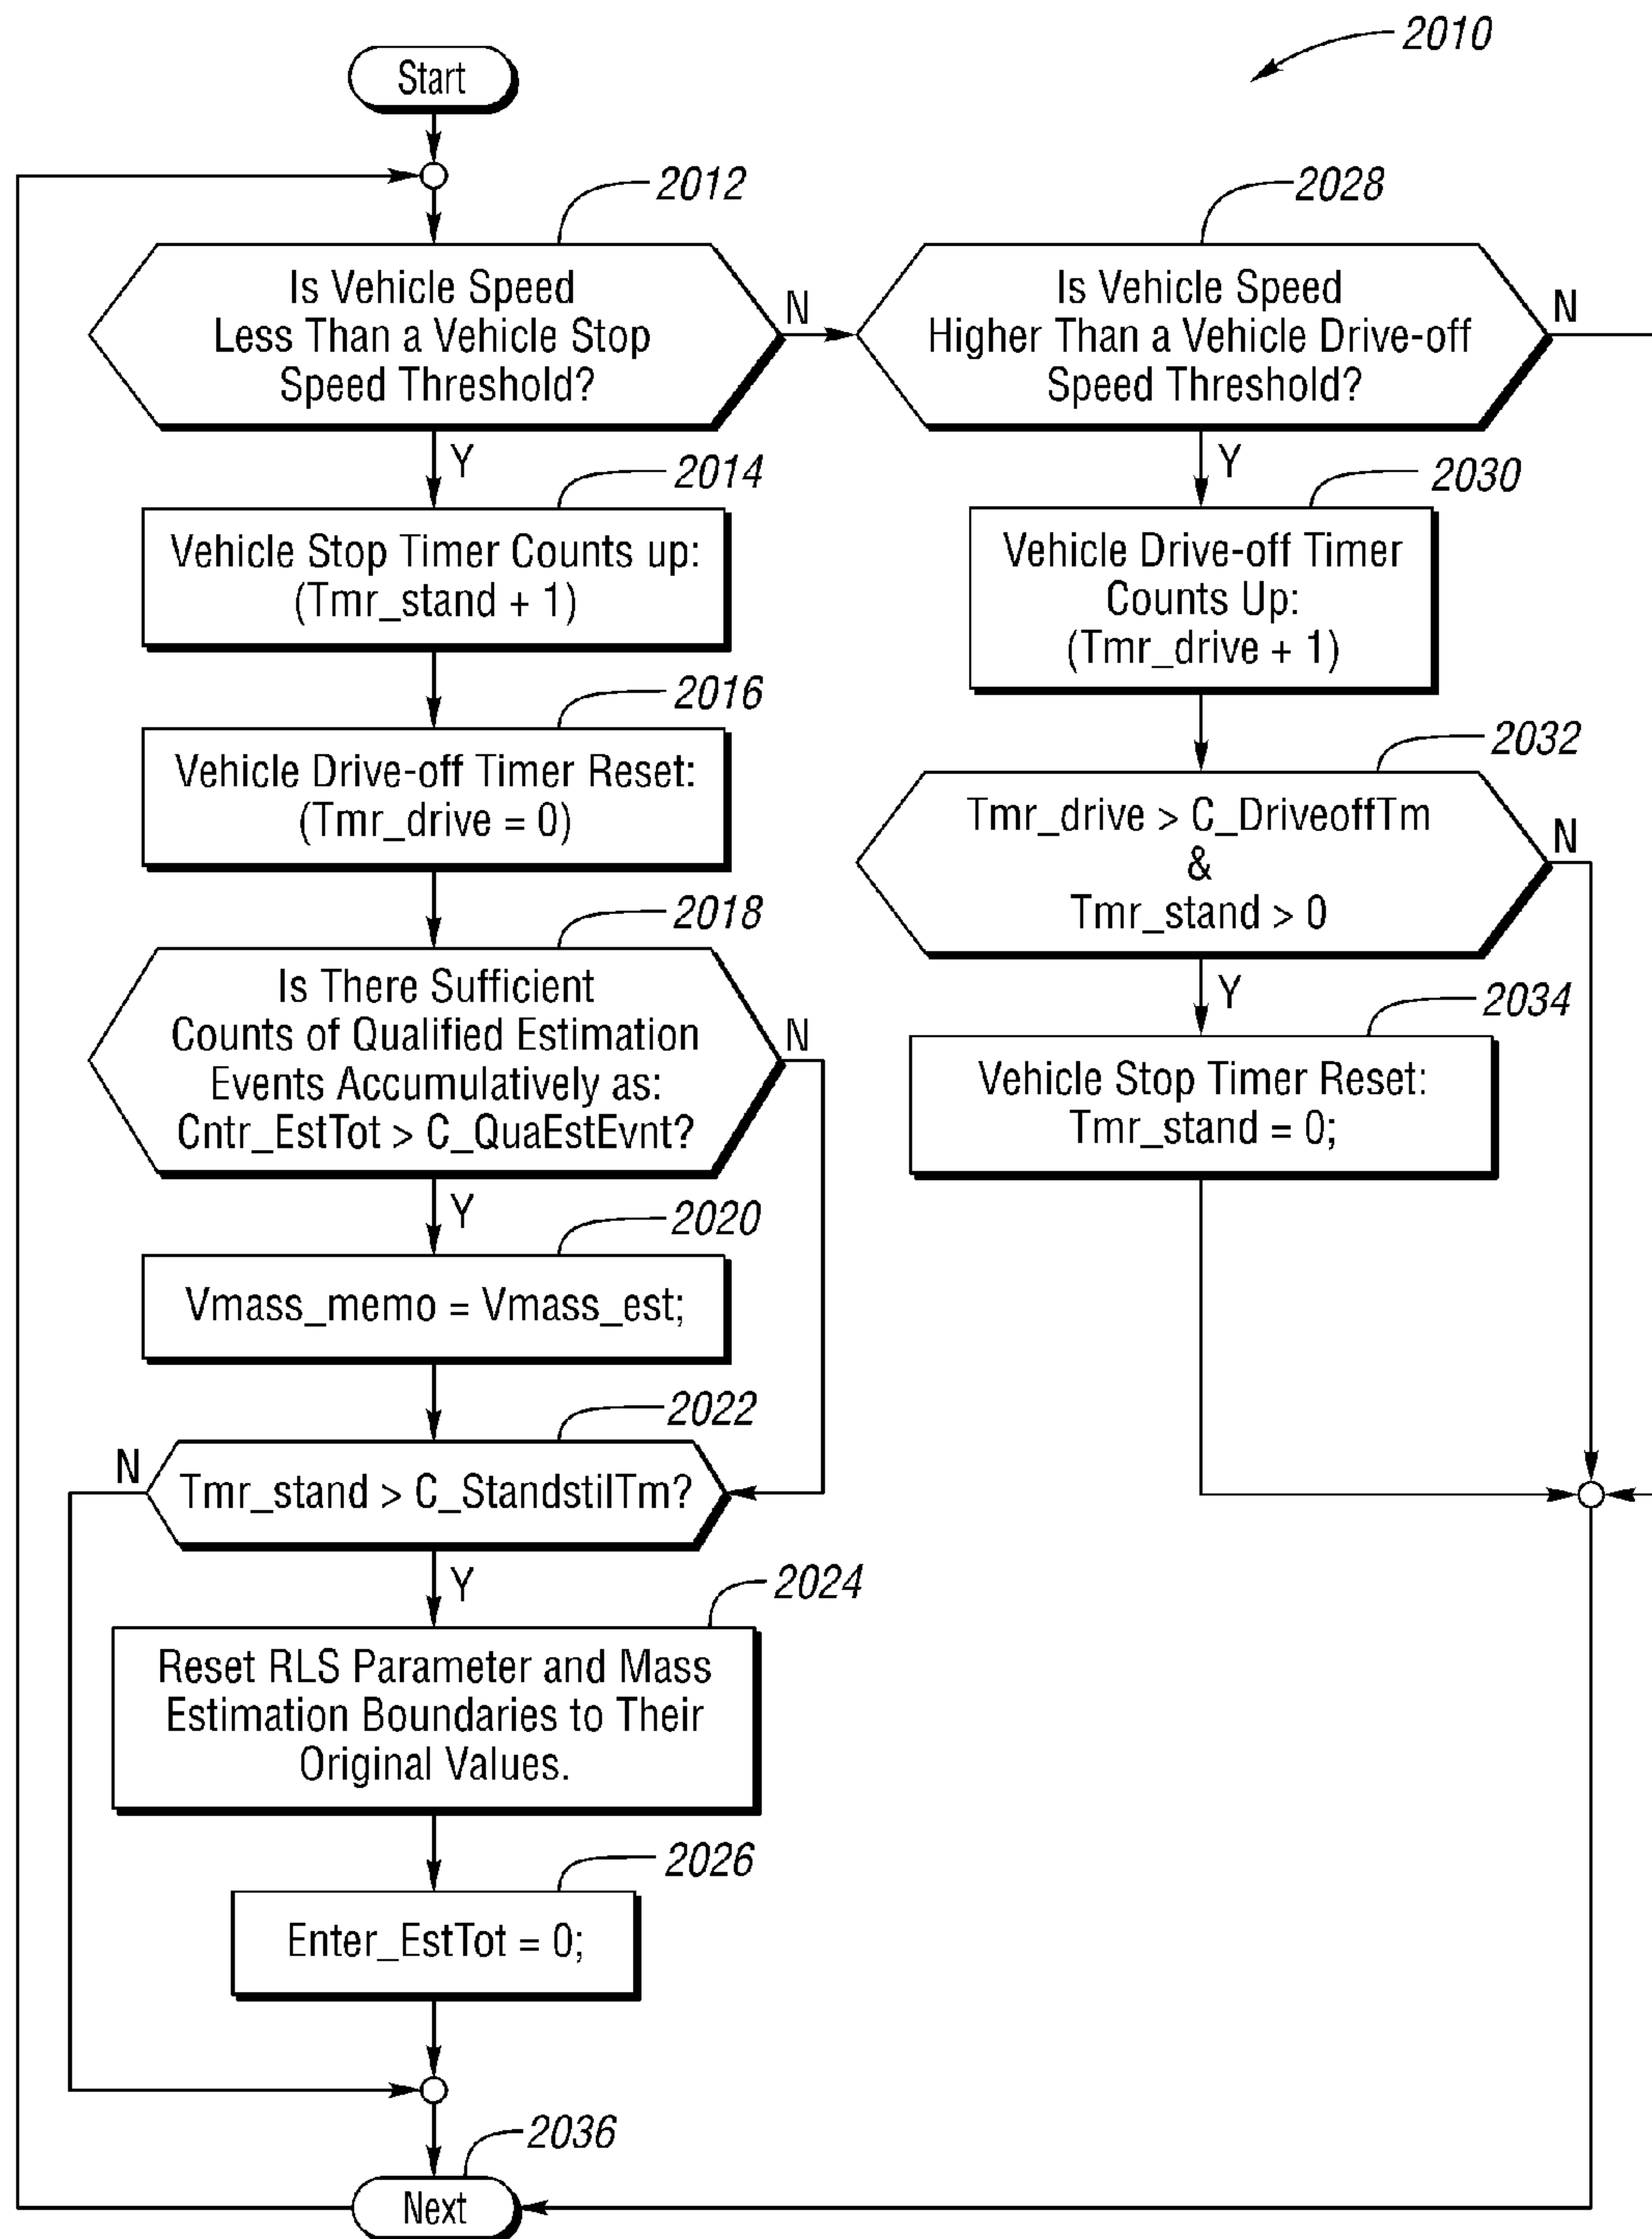 2010
Start
2012
Is Vehicle Speed
Less Than a Vehicle Stop
Speed Threshold?
N
Y
2014
Vehicle Stop Timer Counts up:
(Tmr_stand + 1)
2016
Vehicle Drive-off Timer Reset:
(Tmr_drive = 0)
2018
Is There Sufficient
Counts of Qualified Estimation
Events Accumulatively as:
Cntr_EstTot > C_QuaEstEvnt?
N
Y
2020
Vmass_memo = Vmass_est;
2022
N
Tmr_stand > C_StandstilTm?
Y
2024
Reset RLS Parameter and Mass
Estimation Boundaries to Their
Original Values.
2026
Enter_EstTot = 0;
2028
Is Vehicle Speed
Higher Than a Vehicle Drive-off
Speed Threshold?
N
Y
2030
Vehicle Drive-off Timer
Counts Up:
(Tmr_drive + 1)
2032
Tmr_drive > C_DriveoffTm
&
Tmr_stand > 0
N
Y
2034
Vehicle Stop Timer Reset:
Tmr_stand = 0;
2036
Next